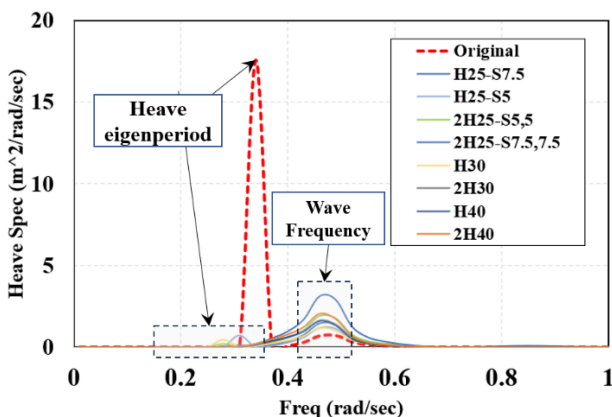 20
15
10
5
0
Heave Spec (m^2/rad/sec)
Heave
eigenperiod
Wave
Frequency
Original
H25-S7.5
H25-S5
2H25-S5,5
2H25-S7.5,7.5
H30
2H30
H40
2H40
0 0.2 0.4 0.6 0.8 1
Freq (rad/sec)